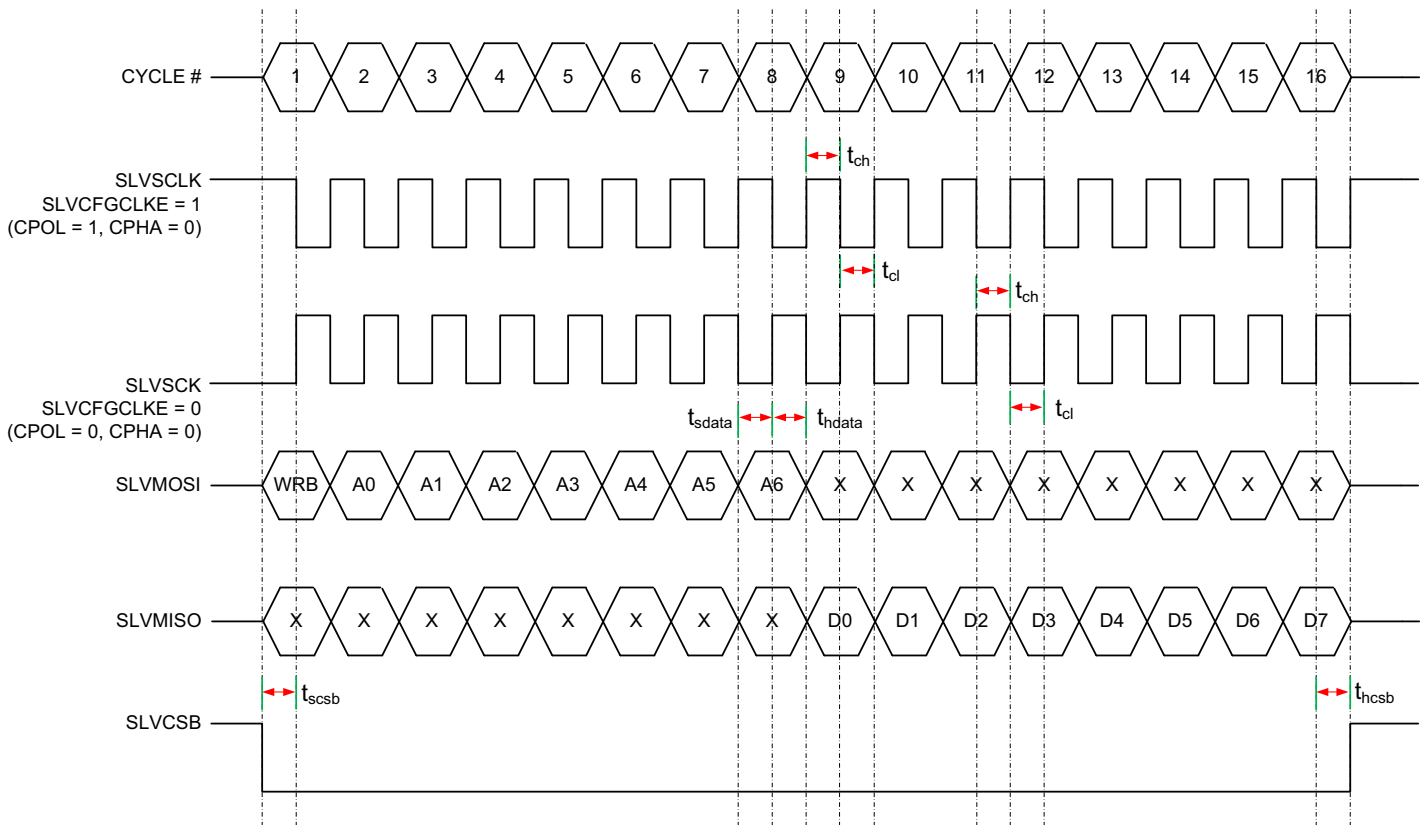 CYCLE # 1 2 3 4 5 6 7 8 9 10 11 12 13 14 15 16
tch
SLVSCLK
SLVCFGCLKE = 1
(CPOL = 1, CPHA = 0)
tcl
tch
SLVSCK
SLVCFGCLKE = 0
(CPOL = 0, CPHA = 0)
tsdata thdata tcl
SLVMOSI WRB A0 A1 A2 A3 A4 A5 A6 X X X X X X X X
SLVMISO X X X X X X X X D0 D1 D2 D3 D4 D5 D6 D7
tscsb thcsb
SLVCSB